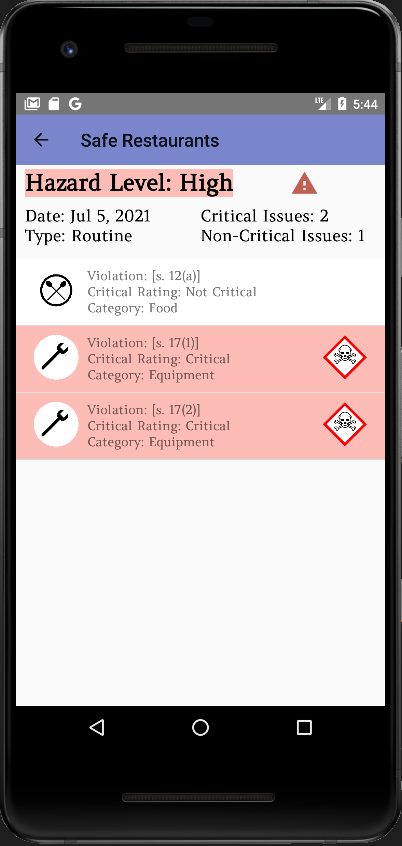 LTE 5:44
Safe Restaurants
Hazard Level: High
Date: Jul 5, 2021 Critical Issues: 2
Type: Routine Non-Critical Issues: 1
Violation: [s. 12(a)]
Critical Rating: Not Critical
Category: Food
Violation: [s. 17(1)]
Critical Rating: Critical
Category: Equipment
Violation: [s. 17(2)]
Critical Rating: Critical
Category: Equipment